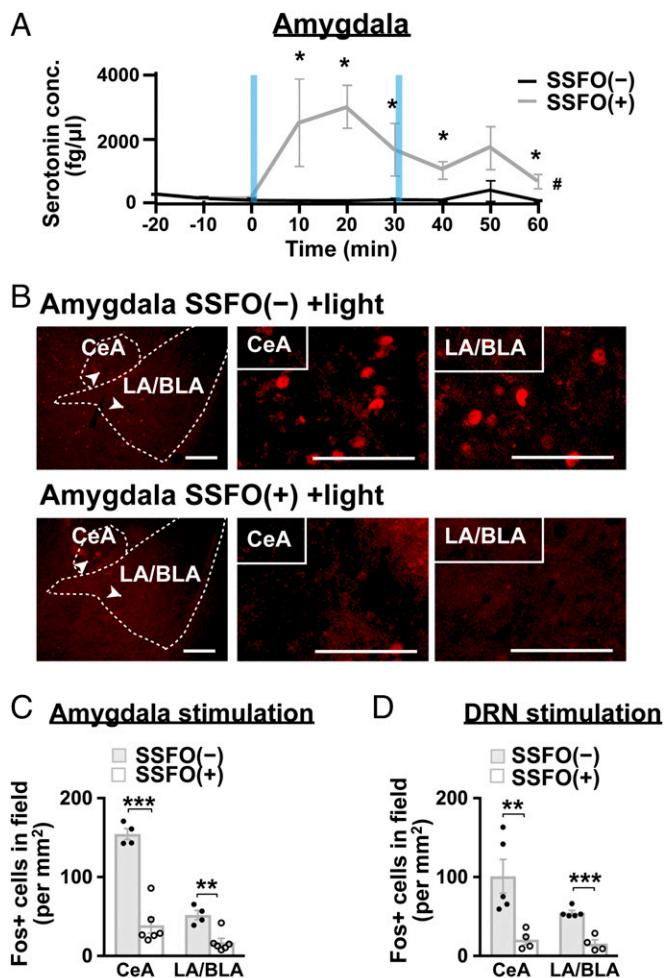 A
Amygdala
Serotonin conc.
(fg/µl)
4000
2000
0
* * * * *
#
SSFO(−)
SSFO(+)
-20 -10 0 10 20 30 40 50 60
Time (min)
B
Amygdala SSFO(−) +light
CeA
LA/BLA
CeA
LA/BLA
Amygdala SSFO(+) +light
CeA
LA/BLA
CeA
LA/BLA
C
Amygdala stimulation
SSFO(−)
SSFO(+)
Fos+ cells in field
(per mm²)
200
100
0
***
**
CeA LA/BLA
D
DRN stimulation
SSFO(−)
SSFO(+)
Fos+ cells in field
(per mm²)
200
100
0
**
***
CeA LA/BLA